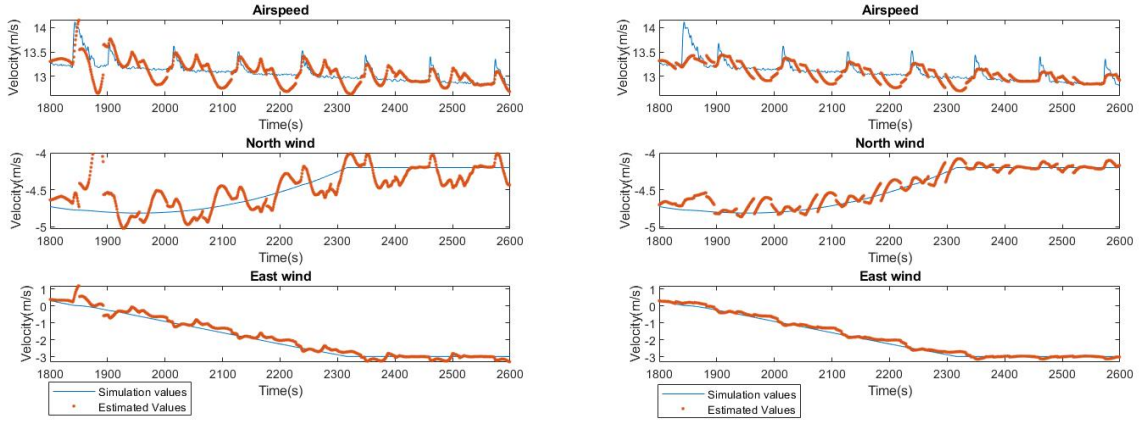 Airspeed
Velocity(m/s)
14
13.5
13
1800 1900 2000 2100 2200 2300 2400 2500 2600
Time(s)
North wind
Velocity(m/s)
-4
-4.5
-5
1800 1900 2000 2100 2200 2300 2400 2500 2600
Time(s)
East wind
Velocity(m/s)
1
0
-1
-2
-3
1800 1900 2000 2100 2200 2300 2400 2500 2600
Time(s)
Simulation values
Estimated Values
Airspeed
Velocity(m/s)
14
13.5
13
1800 1900 2000 2100 2200 2300 2400 2500 2600
Time(s)
North wind
Velocity(m/s)
-4
-4.5
-5
1800 1900 2000 2100 2200 2300 2400 2500 2600
Time(s)
East wind
Velocity(m/s)
1
0
-1
-2
-3
1800 1900 2000 2100 2200 2300 2400 2500 2600
Time(s)
Simulation values
Estimated Values